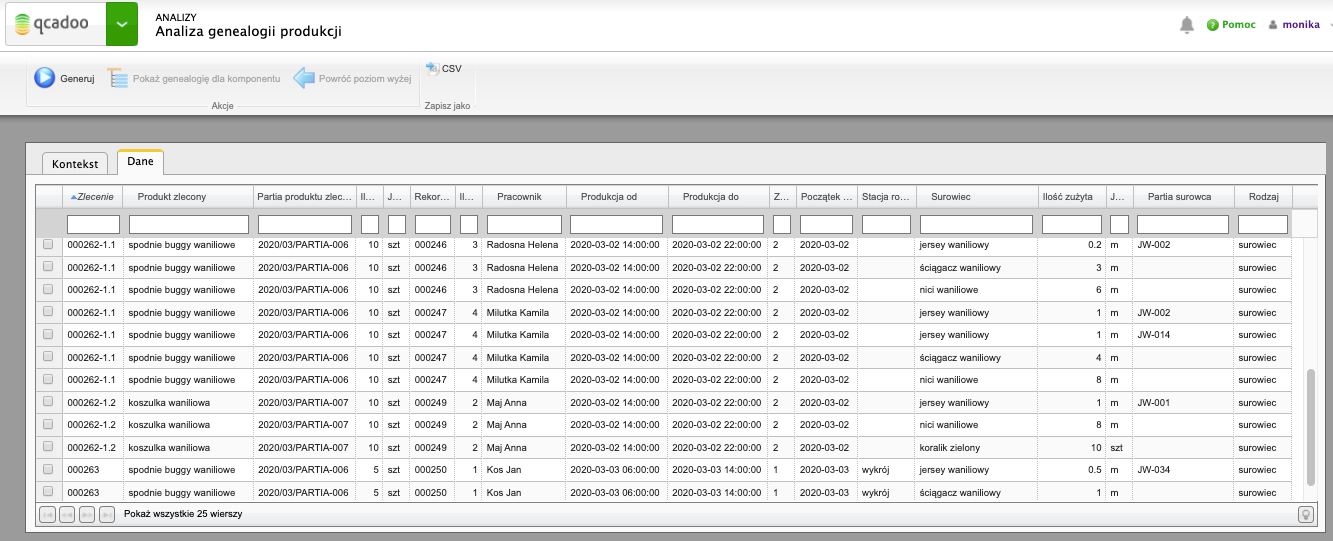 qcadoo
ANALIZY
Analiza genealogii produkcji
Pomoc
monika
Generuj Pokaż genealogię dla komponentu Powróć poziom wyżej
CSV
Akcje Zapisz jako
Kontekst Dane
Zlecenie Produkt zlecony Partia produktu zlec... Il... J... Rekor... Il... Pracownik Produkcja od Produkcja do Z... Początek ... Stacja ro... Surowiec Ilość zużyta J... Partia surowca Rodzaj
000262-1.1 spodnie buggy waniliowe 2020/03/PARTIA-006 10 szt 000246 3 Radosna Helena 2020-03-02 14:00:00 2020-03-02 22:00:00 2 2020-03-02 jersey waniliowy 0.2 m JW-002 surowiec
000262-1.1 spodnie buggy waniliowe 2020/03/PARTIA-006 10 szt 000246 3 Radosna Helena 2020-03-02 14:00:00 2020-03-02 22:00:00 2 2020-03-02 ściągacz waniliowy 3 m surowiec
000262-1.1 spodnie buggy waniliowe 2020/03/PARTIA-006 10 szt 000246 3 Radosna Helena 2020-03-02 14:00:00 2020-03-02 22:00:00 2 2020-03-02 nici waniliowe 6 m surowiec
000262-1.1 spodnie buggy waniliowe 2020/03/PARTIA-006 10 szt 000247 4 Milutka Kamila 2020-03-02 14:00:00 2020-03-02 22:00:00 2 2020-03-02 jersey waniliowy 1 m JW-002 surowiec
000262-1.1 spodnie buggy waniliowe 2020/03/PARTIA-006 10 szt 000247 4 Milutka Kamila 2020-03-02 14:00:00 2020-03-02 22:00:00 2 2020-03-02 jersey waniliowy 1 m JW-014 surowiec
000262-1.1 spodnie buggy waniliowe 2020/03/PARTIA-006 10 szt 000247 4 Milutka Kamila 2020-03-02 14:00:00 2020-03-02 22:00:00 2 2020-03-02 ściągacz waniliowy 4 m surowiec
000262-1.1 spodnie buggy waniliowe 2020/03/PARTIA-006 10 szt 000247 4 Milutka Kamila 2020-03-02 14:00:00 2020-03-02 22:00:00 2 2020-03-02 nici waniliowe 8 m surowiec
000262-1.2 koszulka waniliowa 2020/03/PARTIA-007 10 szt 000249 2 Maj Anna 2020-03-02 14:00:00 2020-03-02 22:00:00 2 2020-03-02 jersey waniliowy 1 m JW-001 surowiec
000262-1.2 koszulka waniliowa 2020/03/PARTIA-007 10 szt 000249 2 Maj Anna 2020-03-02 14:00:00 2020-03-02 22:00:00 2 2020-03-02 nici waniliowe 8 m surowiec
000262-1.2 koszulka waniliowa 2020/03/PARTIA-007 10 szt 000249 2 Maj Anna 2020-03-02 14:00:00 2020-03-02 22:00:00 2 2020-03-02 koralik zielony 10 szt surowiec
000263 spodnie buggy waniliowe 2020/03/PARTIA-006 5 szt 000250 1 Kos Jan 2020-03-03 06:00:00 2020-03-03 14:00:00 1 2020-03-03 wykrój jersey waniliowy 0.5 m JW-034 surowiec
000263 spodnie buggy waniliowe 2020/03/PARTIA-006 5 szt 000250 1 Kos Jan 2020-03-03 06:00:00 2020-03-03 14:00:00 1 2020-03-03 wykrój ściągacz waniliowy 1 m surowiec
Pokaż wszystkie 25 wierszy